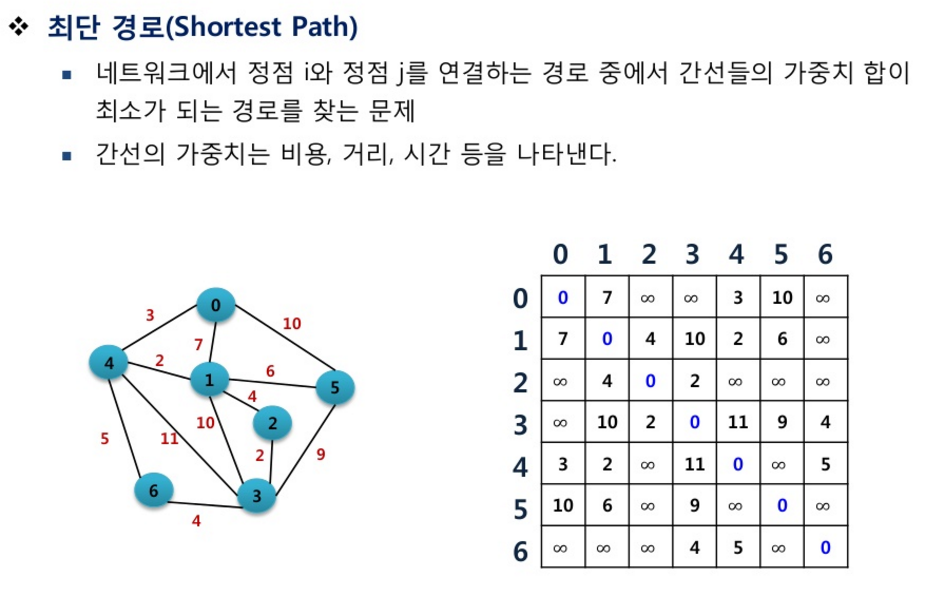 ❖ 최단 경로(Shortest Path)
▪ 네트워크에서 정점 i와 정점 j를 연결하는 경로 중에서 간선들의 가중치 합이
최소가 되는 경로를 찾는 문제
▪ 간선의 가중치는 비용, 거리, 시간 등을 나타낸다.
0
3
10
7
4
2
1
6
5
4
10
2
5
11
2
9
6
3
4
0 1 2 3 4 5 6
0 0 7 ∞ ∞ 3 10 ∞
1 7 0 4 10 2 6 ∞
2 ∞ 4 0 2 ∞ ∞ ∞
3 ∞ 10 2 0 11 9 4
4 3 2 ∞ 11 0 ∞ 5
5 10 6 ∞ 9 ∞ 0 ∞
6 ∞ ∞ ∞ 4 5 ∞ 0